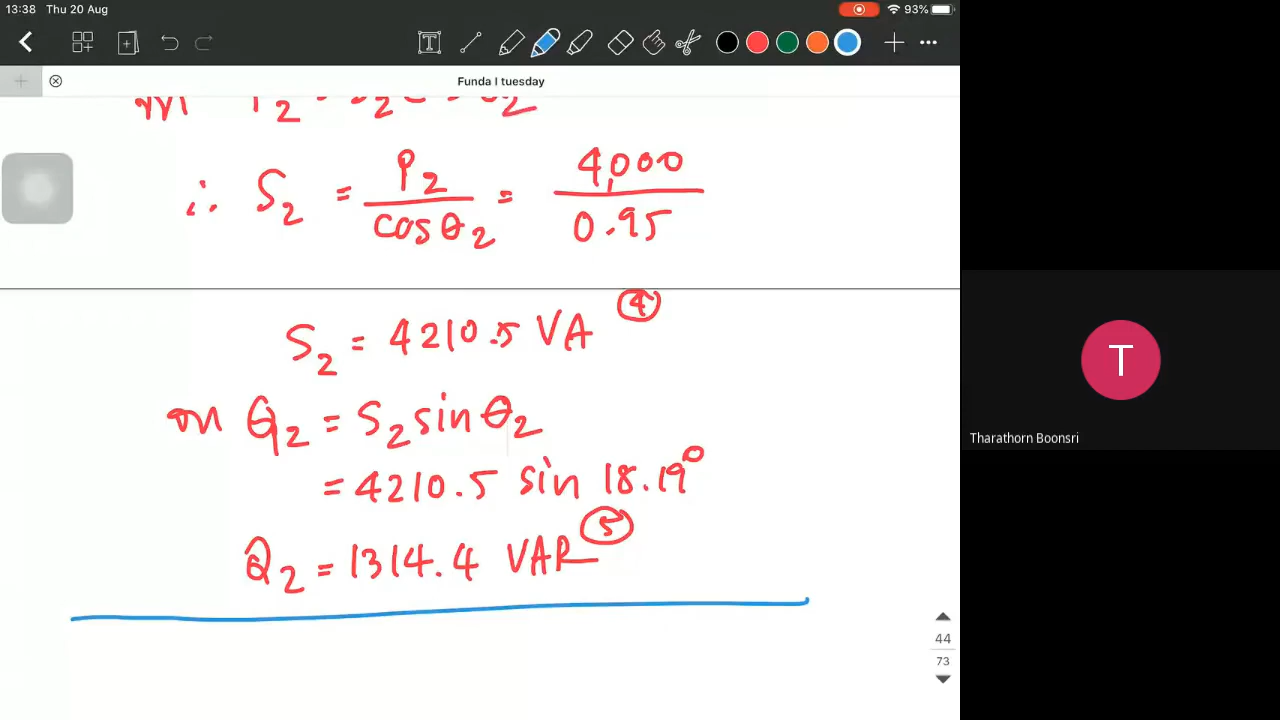 13:38 Thu 20 Aug
93%
T
Funda I tuesday
∴ S₂ = P₂ / cosθ₂ = 4,000 / 0.95
S₂ = 4210.5 VA ④
จาก Q₂ = S₂ sin θ₂
= 4210.5 sin 18.19°
Q₂ = 1314.4 VAR ⑤
44
73
T
Tharathorn Boonsri